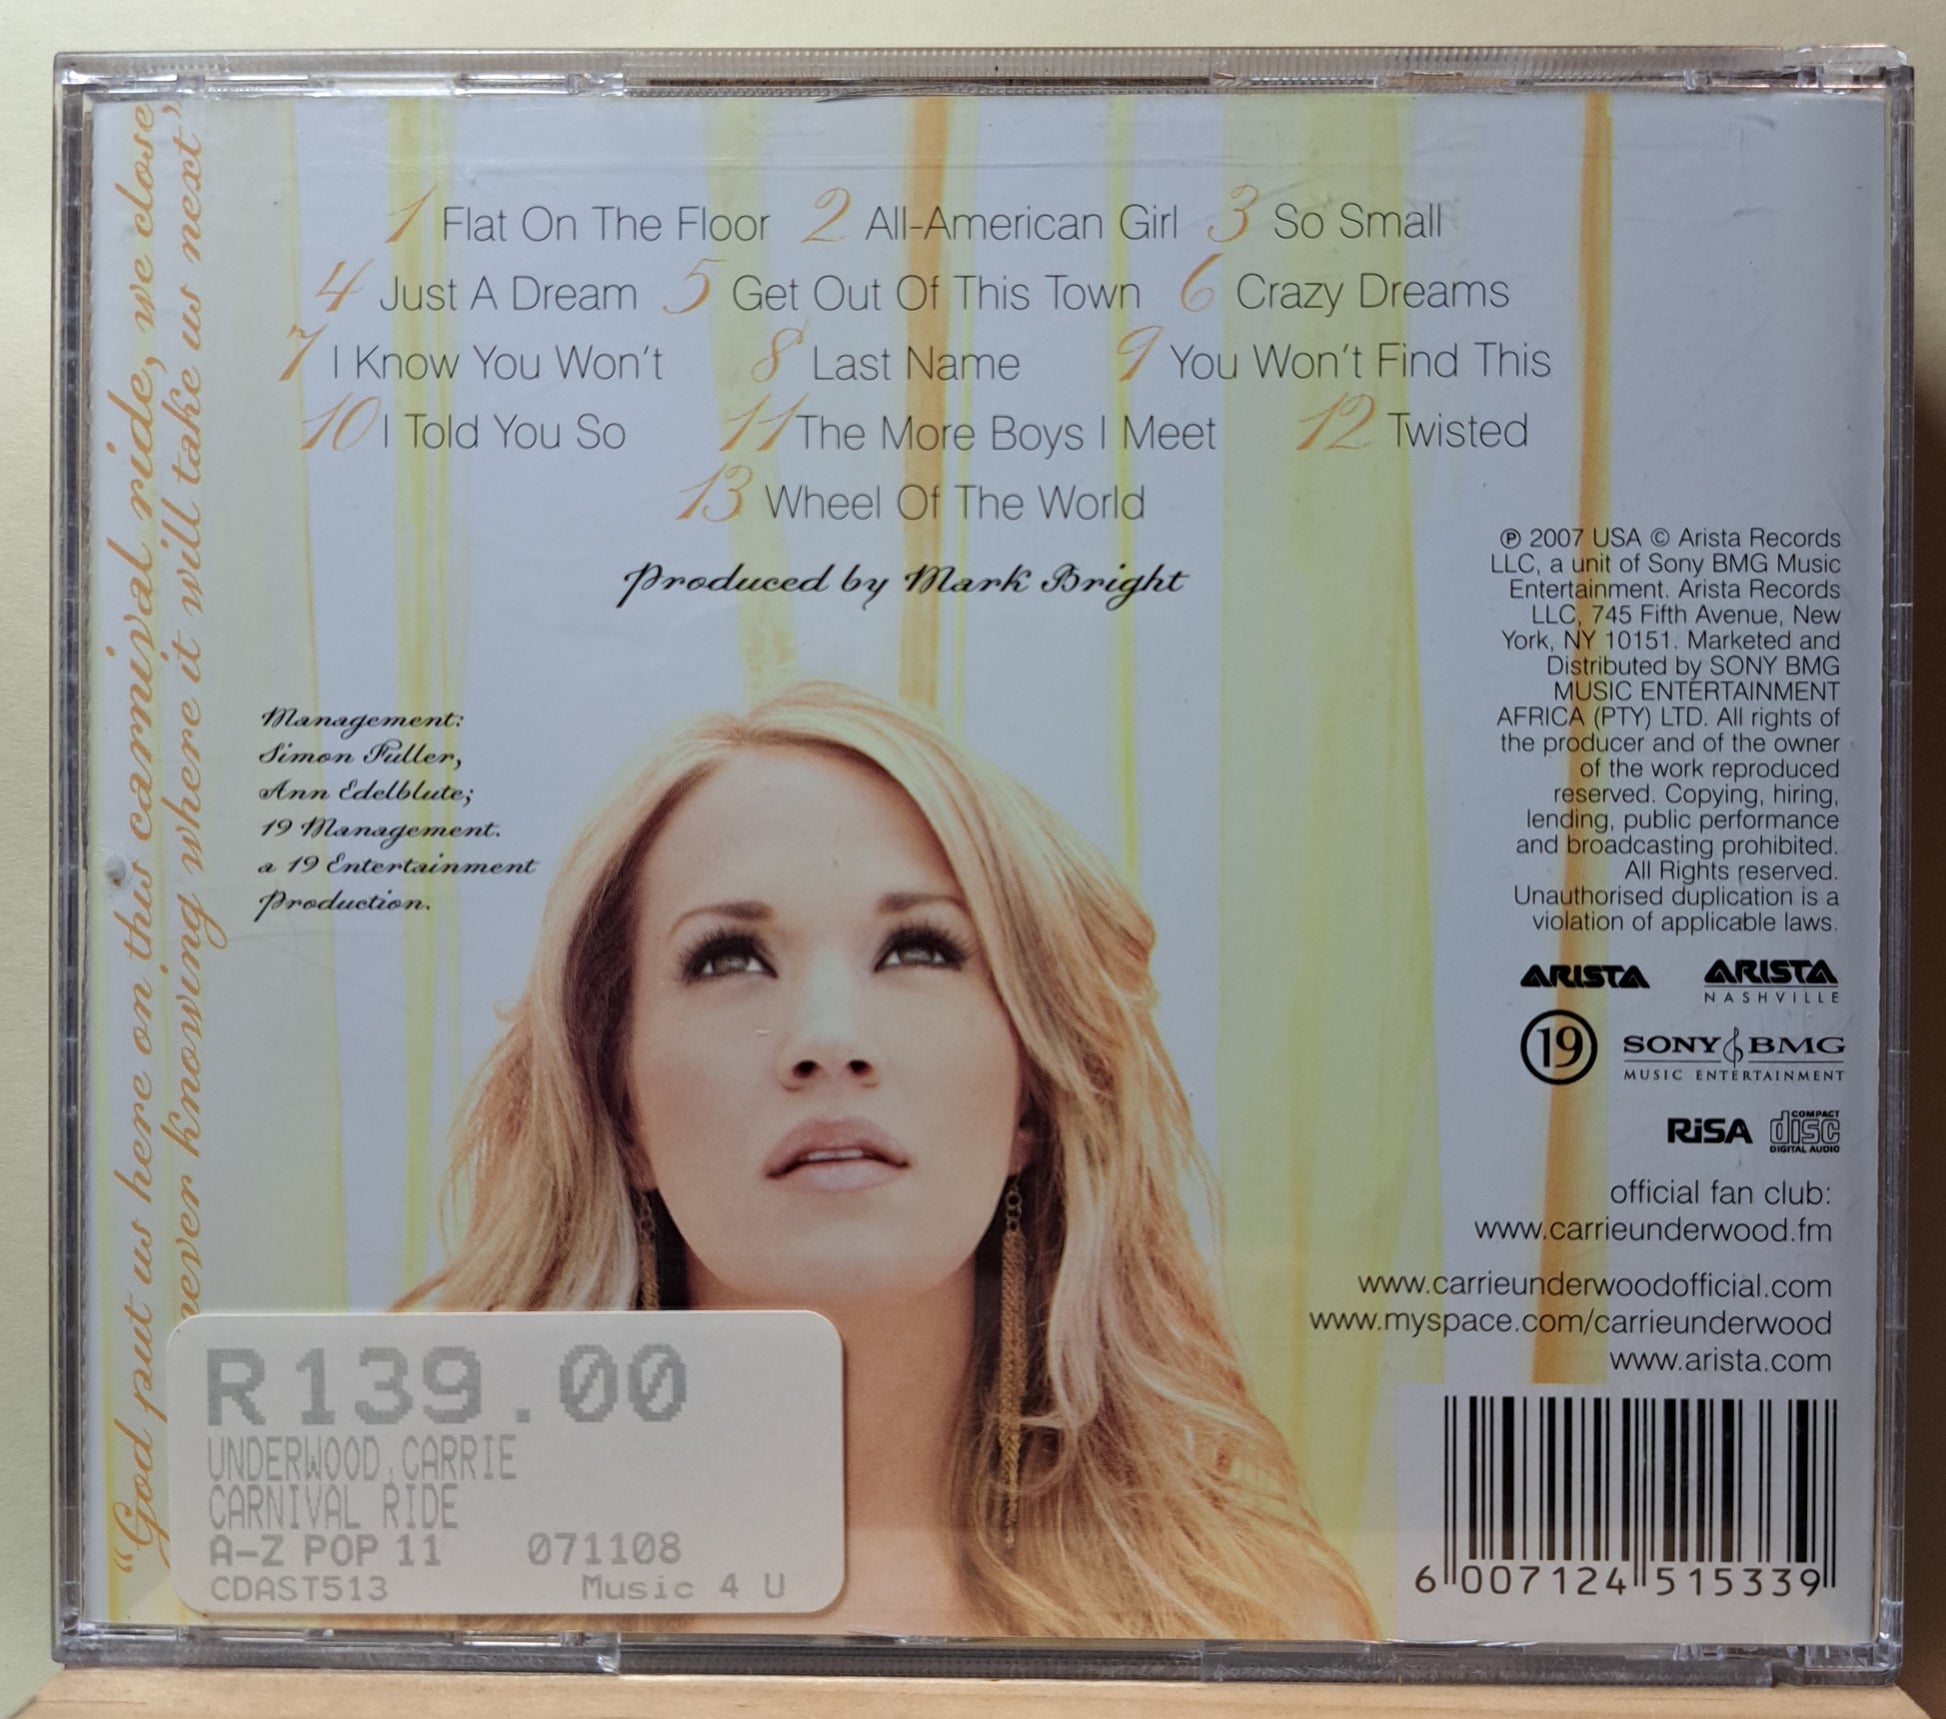 1 Flat On The Floor 2 All-American Girl 3 So Small
4 Just A Dream 5 Get Out Of This Town 6 Crazy Dreams
7 I Know You Won't 8 Last Name 9 You Won't Find This
10 I Told You So 11 The More Boys I Meet 12 Twisted
13 Wheel Of The World
Produced by Mark Bright
"God put us here on this carnival ride, we close
never knowing where it will take us next"
Management:
Simon Fuller,
Ann Edelblute;
19 Management.
a 19 Entertainment
Production.
℗ 2007 USA © Arista Records
LLC, a unit of Sony BMG Music
Entertainment. Arista Records
LLC, 745 Fifth Avenue, New
York, NY 10151. Marketed and
Distributed by SONY BMG
MUSIC ENTERTAINMENT
AFRICA (PTY) LTD. All rights of
the producer and of the owner
of the work reproduced
reserved. Copying, hiring,
lending, public performance
and broadcasting prohibited.
All Rights reserved.
Unauthorised duplication is a
violation of applicable laws.
ARISTA ARISTA
NASHVILLE
19 SONY BMG
MUSIC ENTERTAINMENT
RiSA COMPACT
disc
DIGITAL AUDIO
official fan club:
www.carrieunderwood.fm
www.carrieunderwoodofficial.com
www.myspace.com/carrieunderwood
www.arista.com
R139.00
UNDERWOOD,CARRIE
CARNIVAL RIDE
A-Z POP 11 071108
CDAST513 Music 4 U
6 007124 515339